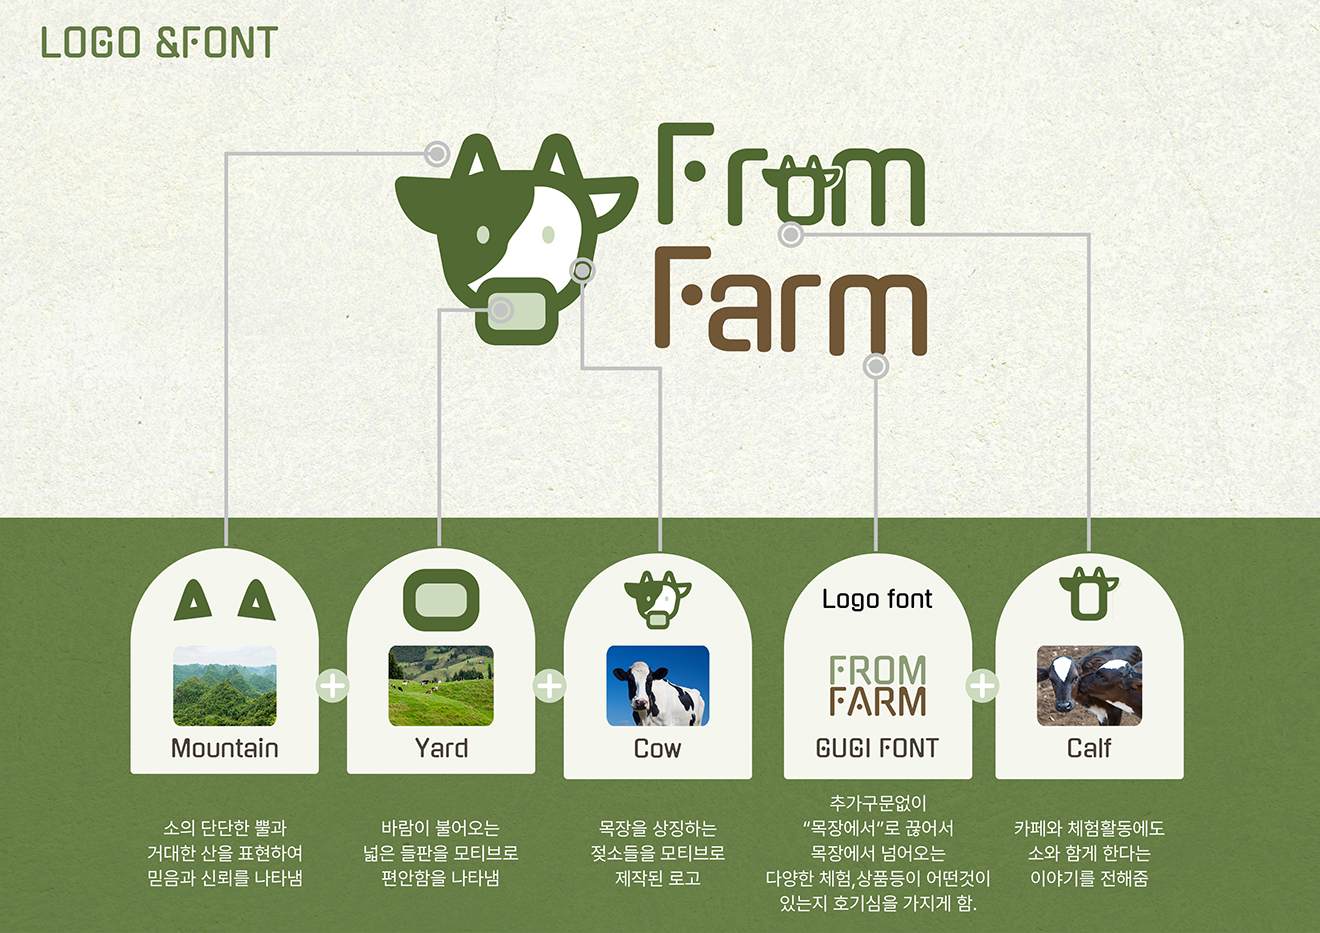 LOGO &FONT
From
Farm
Logo font
FROM
FARM
Mountain
Yard
Cow
GUGI FONT
Calf
소의 단단한 뿔과
거대한 산을 표현하여
믿음과 신뢰를 나타냄
바람이 불어오는
넓은 들판을 모티브로
편안함을 나타냄
목장을 상징하는
젖소들을 모티브로
제작된 로고
추가구문없이
“목장에서”로 끊어서
목장에서 넘어오는
다양한 체험,상품등이 어떤것이
있는지 호기심을 가지게 함.
카페와 체험활동에도
소와 함게 한다는
이야기를 전해줌